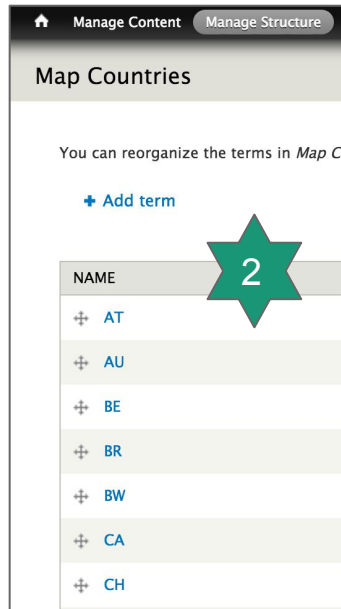 Manage Content Manage Structure
Map Countries
You can reorganize the terms in Map C
+ Add term
2
NAME
AT
AU
BE
BR
BW
CA
CH